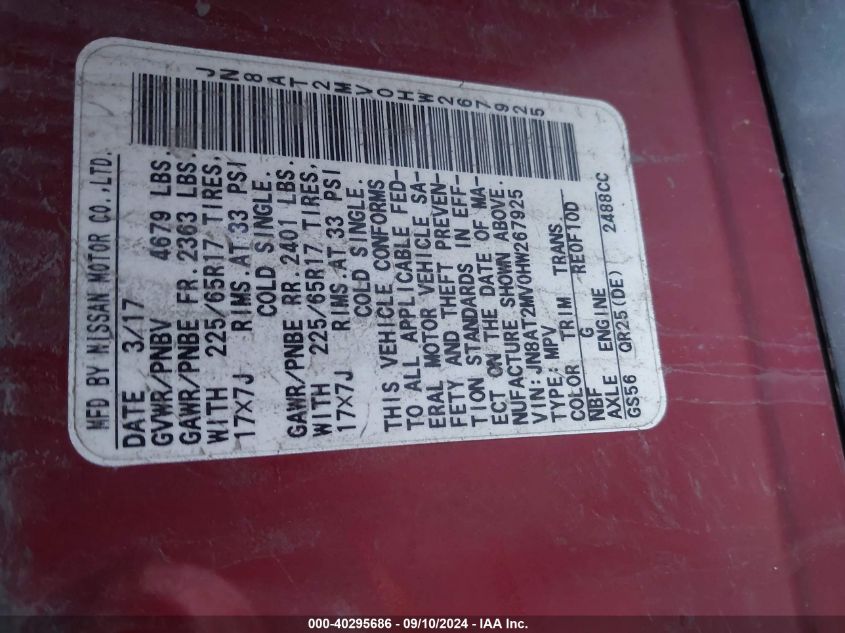 MFD BY NISSAN MOTOR CO.,LTD.
DATE 3/17
GVWR/PNBV 4679 LBS.
GAWR/PNBE FR.2363 LBS.
WITH 225/65R17 TIRES,
17X7J RIMS.AT 33 PSI
COLD SINGLE.
GAWR/PNBE RR.2401 LBS.
WITH 225/65R17 TIRES,
17X7J RIMS.AT 33 PSI
COLD SINGLE.
THIS VEHICLE CONFORMS
TO ALL APPLICABLE FED-
ERAL MOTOR VEHICLE SA-
FETY AND THEFT PREVEN-
TION STANDARDS IN EFF-
ECT ON THE DATE OF MA-
NUFACTURE SHOWN ABOVE.
VIN:JN8AT2MV0HW267925
TYPE: MPV
COLOR TRIM TRANS
NBF G RE0F10D
AXLE ENGINE
GS56 QR25(DE) 2488CC
JN8AT2MV0HW267925
000-40295686 - 09/10/2024 - IAA Inc.